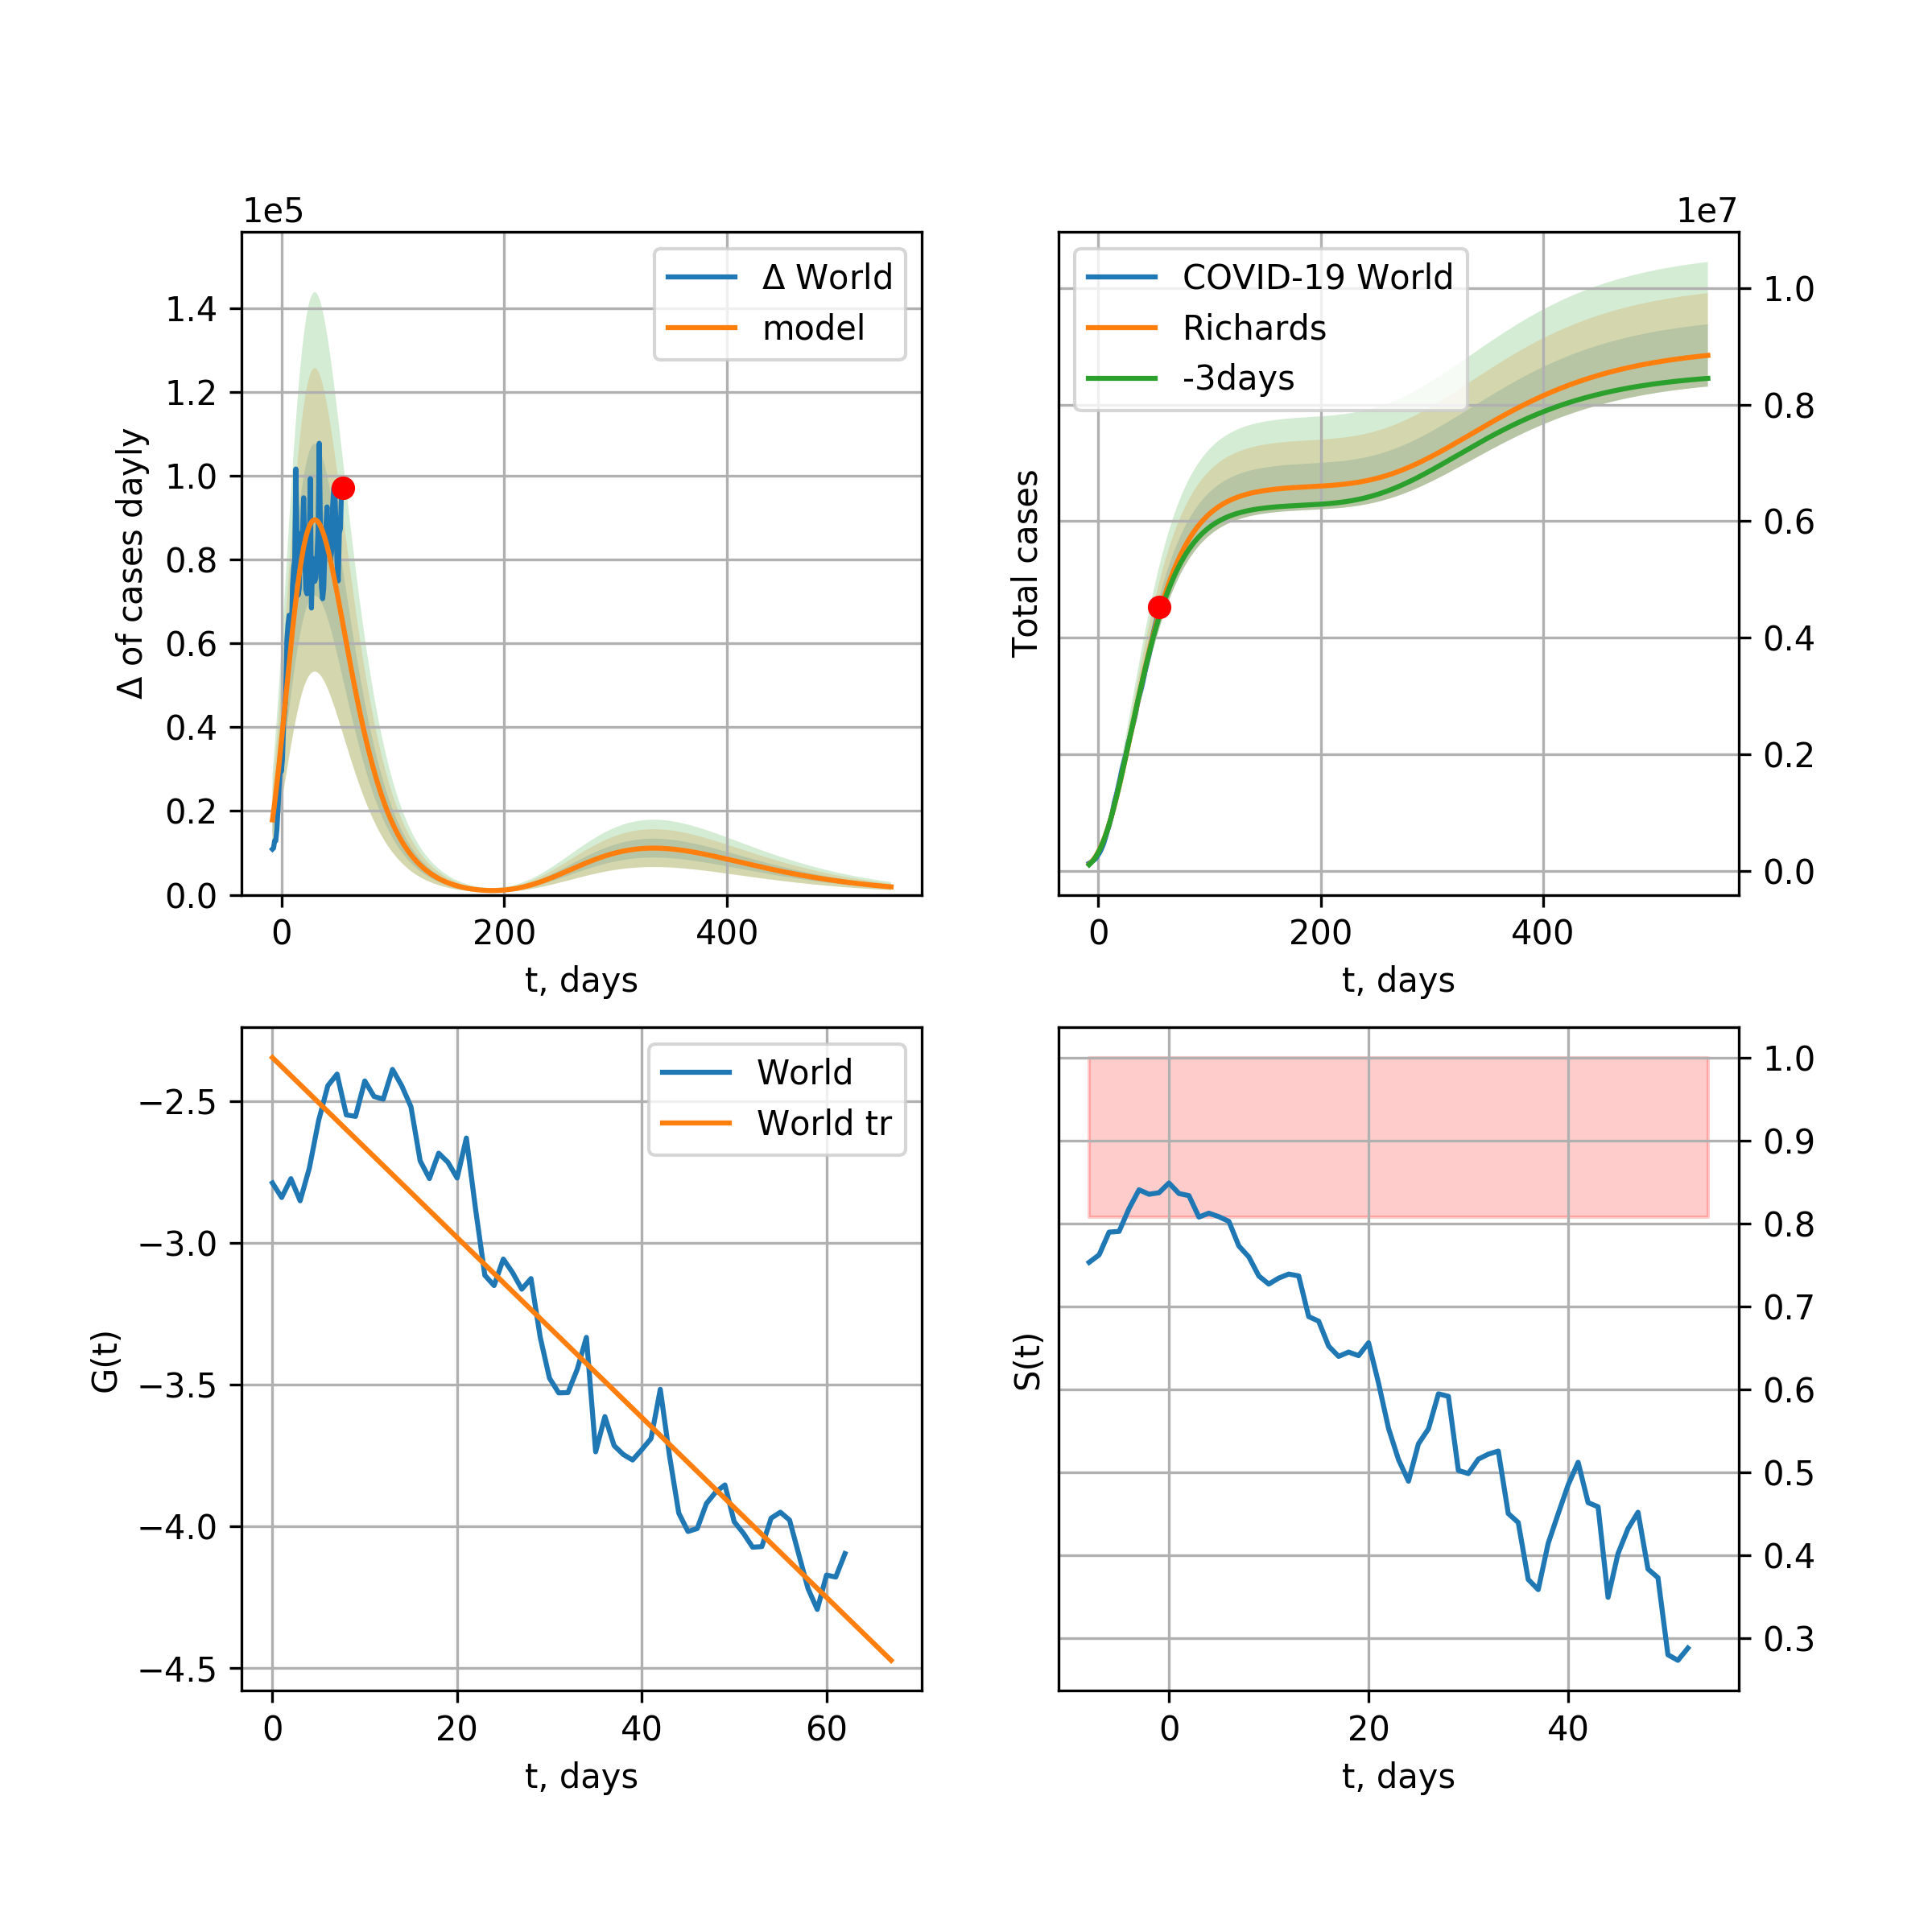 1e5
Δ World
model
1.4
1.2
1.0
0.8
0.6
0.4
0.2
0.0
Δ of cases dayly
0
200
400
t, days
1e7
COVID-19 World
Richards
-3days
1.0
0.8
0.6
0.4
0.2
0.0
Total cases
0
200
400
t, days
World
World tr
−2.5
−3.0
−3.5
−4.0
−4.5
G(t)
0
20
40
60
t, days
1.0
0.9
0.8
0.7
0.6
0.5
0.4
0.3
S(t)
0
20
40
t, days